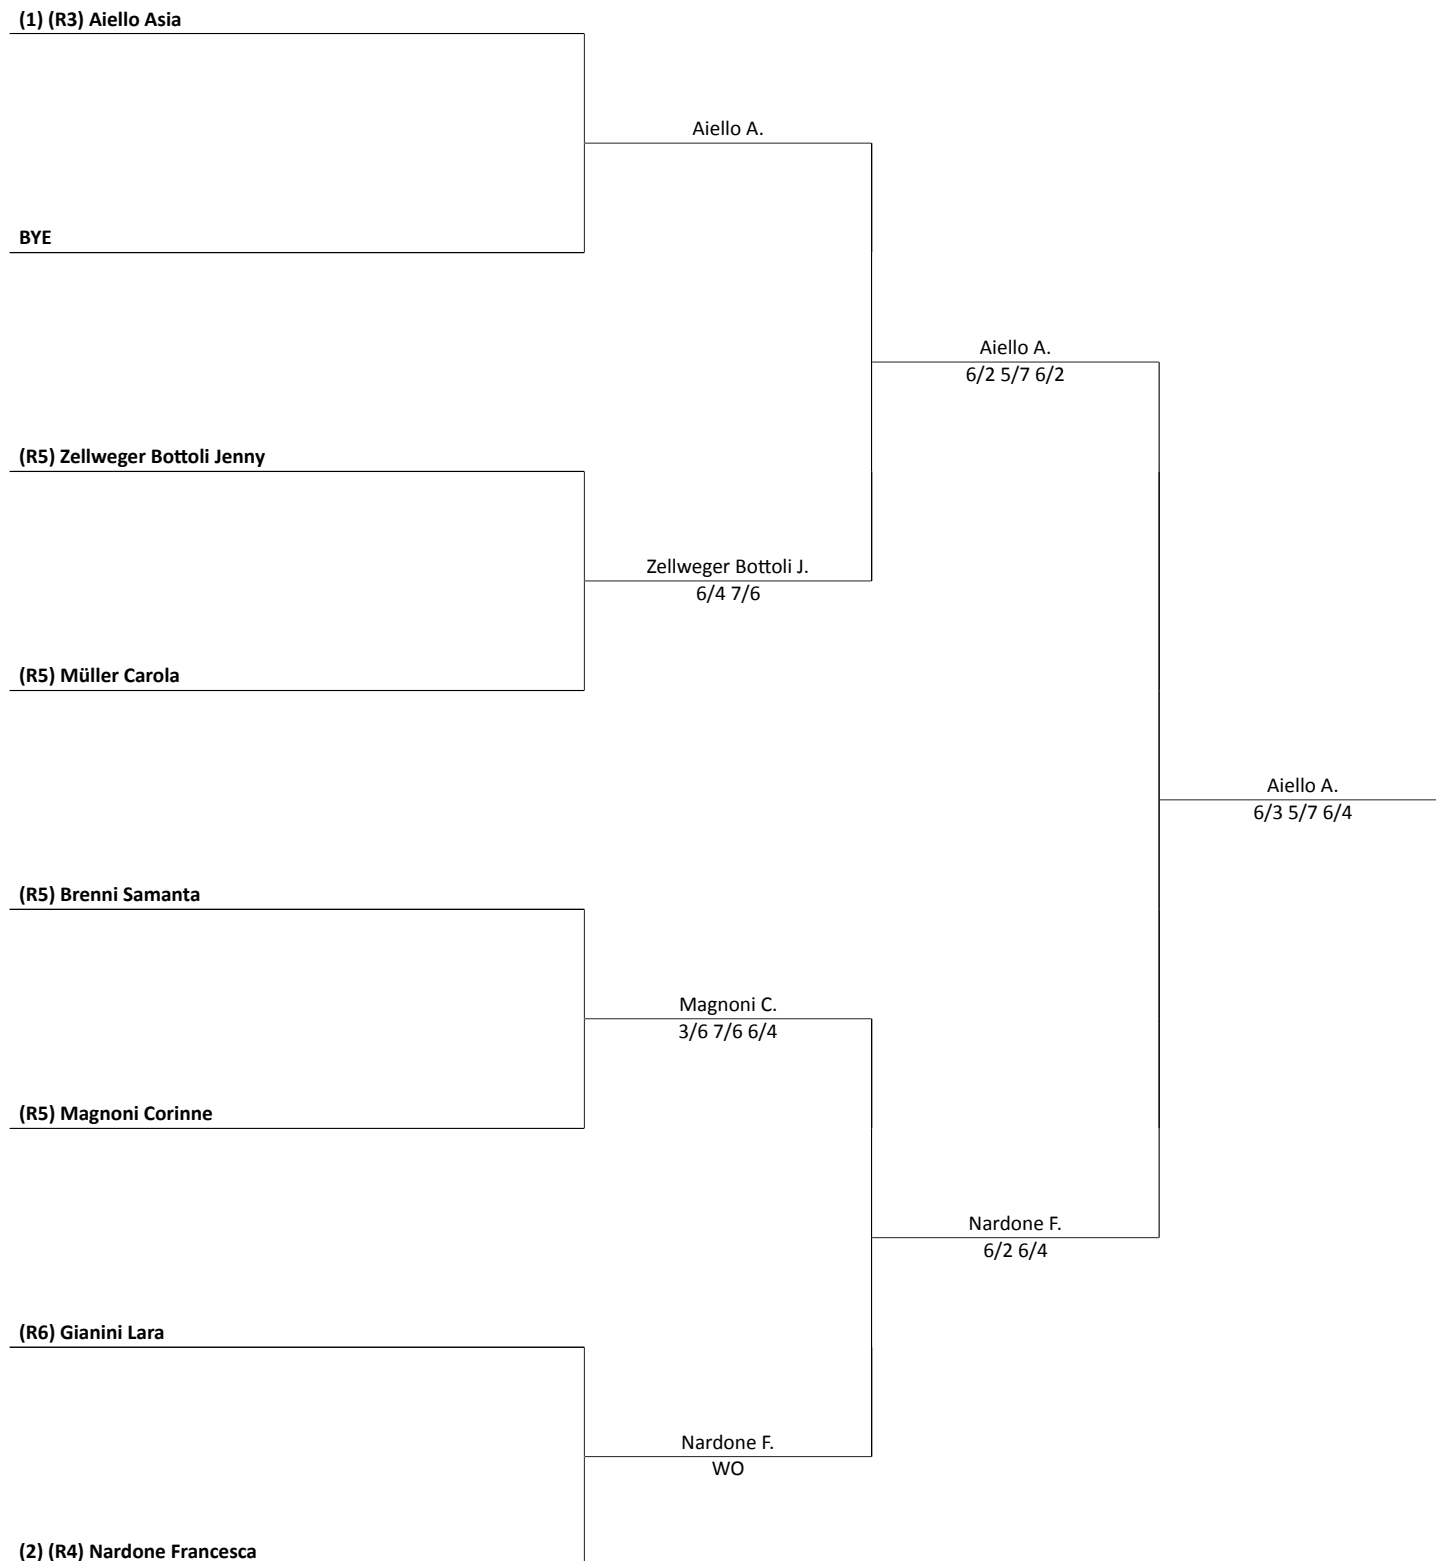 (1) (R3) Aiello Asia
Aiello A.
BYE
Aiello A.
6/2 5/7 6/2
(R5) Zellweger Bottoli Jenny
Zellweger Bottoli J.
6/4 7/6
(R5) Müller Carola
Aiello A.
6/3 5/7 6/4
(R5) Brenni Samanta
Magnoni C.
3/6 7/6 6/4
(R5) Magnoni Corinne
Nardone F.
6/2 6/4
(R6) Gianini Lara
Nardone F.
WO
(2) (R4) Nardone Francesca